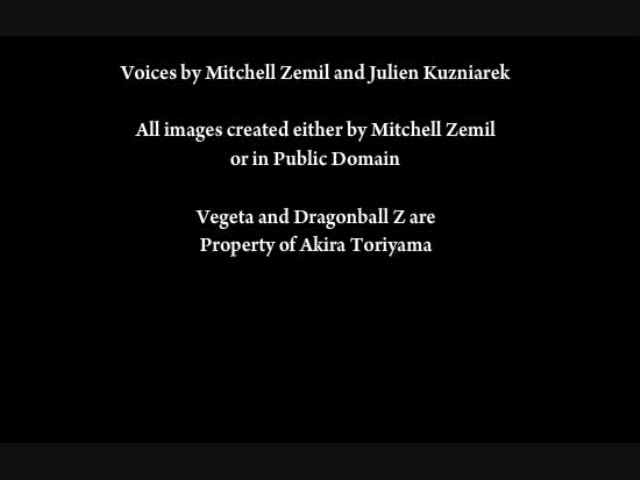 Voices by Mitchell Zemil and Julien Kuzniarek
All images created either by Mitchell Zemil
or in Public Domain
Vegeta and Dragonball Z are
Property of Akira Toriyama